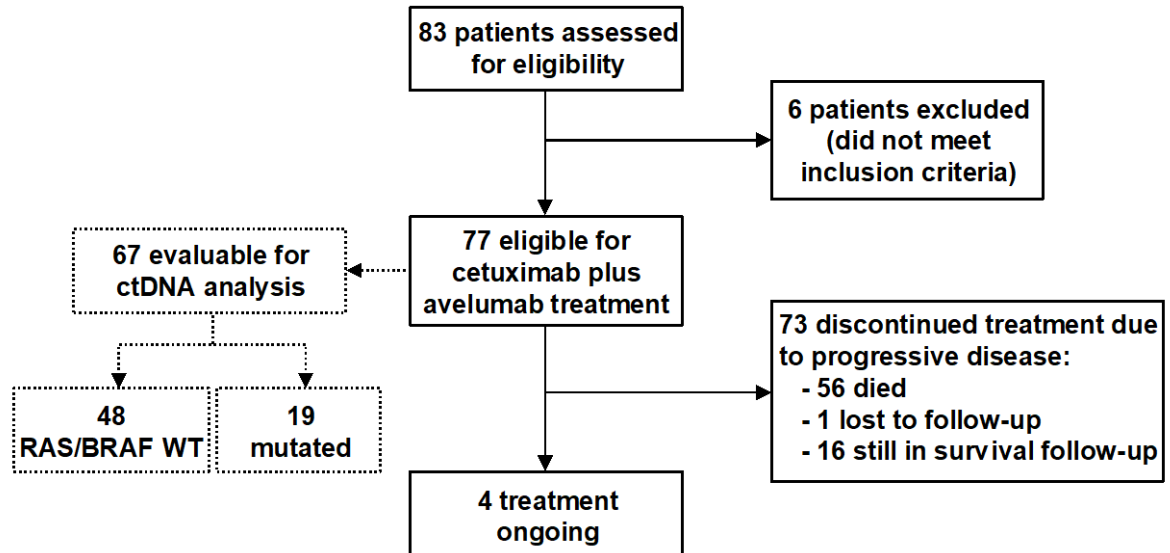 83 patients assessed
for eligibility
6 patients excluded
(did not meet
inclusion criteria)
77 eligible for
cetuximab plus
avelumab treatment
67 evaluable for
ctDNA analysis
48
RAS/BRAF WT
19
mutated
73 discontinued treatment due
to progressive disease:
- 56 died
- 1 lost to follow-up
- 16 still in survival follow-up
4 treatment
ongoing